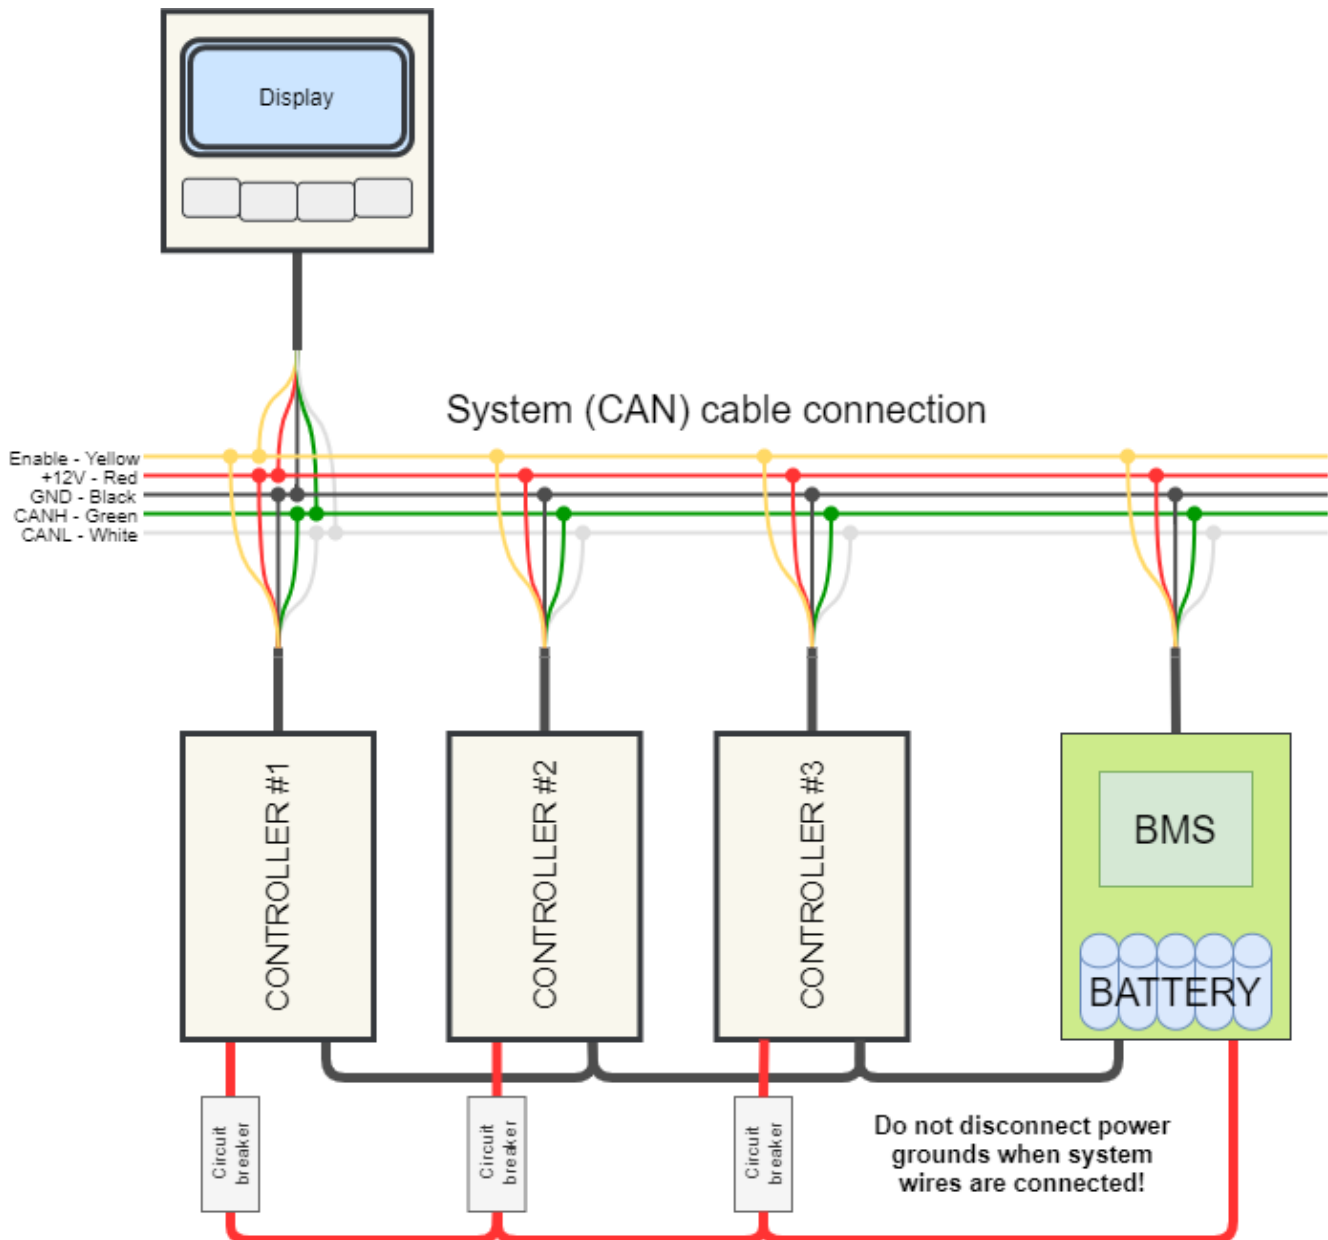 Display
System (CAN) cable connection
Enable - Yellow
+12V - Red
GND - Black
CANH - Green
CANL - White
CONTROLLER #1
CONTROLLER #2
CONTROLLER #3
BMS
BATTERY
Circuit
breaker
Circuit
breaker
Circuit
breaker
Do not disconnect power
grounds when system
wires are connected!